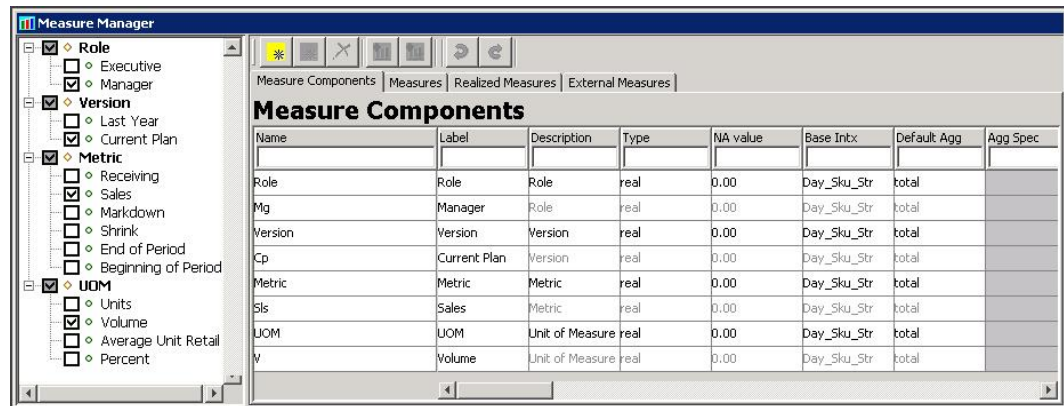 Measure Manager
Role
Executive
Manager
Version
Last Year
Current Plan
Metric
Receiving
Sales
Markdown
Shrink
End of Period
Beginning of Period
UOM
Units
Volume
Average Unit Retail
Percent
Measure Components Measures Realized Measures External Measures
Measure Components
Name Label Description Type NA value Base Intx Default Agg Agg Spec
Role Role Role real 0.00 Day_Sku_Str total
Mg Manager Role real 0.00 Day_Sku_Str total
Version Version Version real 0.00 Day_Sku_Str total
Cp Current Plan Version real 0.00 Day_Sku_Str total
Metric Metric Metric real 0.00 Day_Sku_Str total
Sls Sales Metric real 0.00 Day_Sku_Str total
UOM UOM Unit of Measure real 0.00 Day_Sku_Str total
V Volume Unit of Measure real 0.00 Day_Sku_Str total